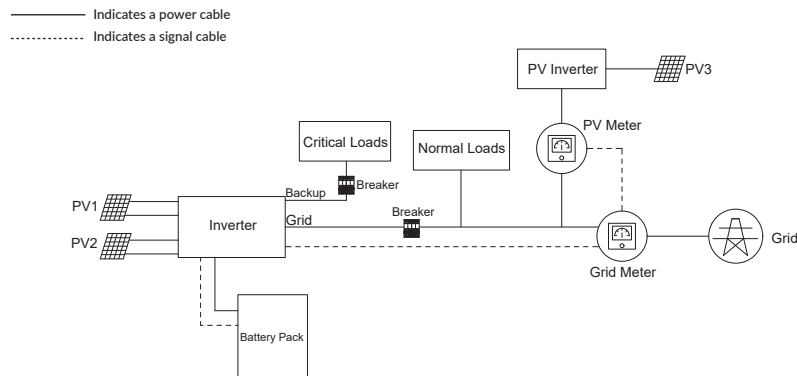 Indicates a power cable
Indicates a signal cable
PV Inverter
PV3
PV Meter
Critical Loads
Normal Loads
Breaker
Backup
PV1
Inverter
Grid
Breaker
PV2
Grid
Grid Meter
Battery Pack